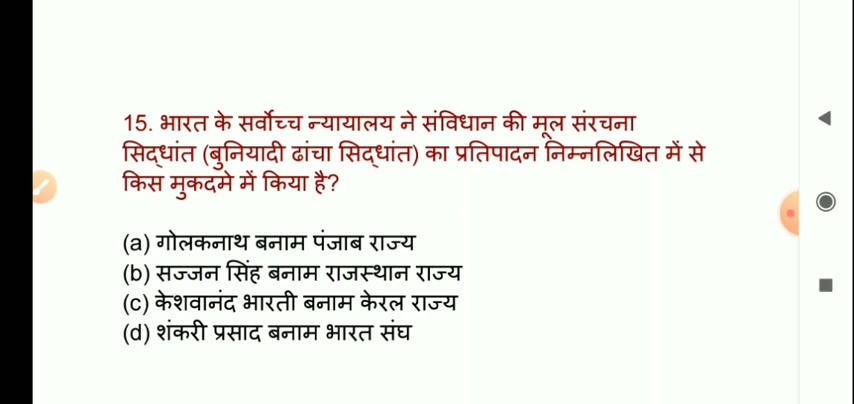 15. भारत के सर्वोच्च न्यायालय ने संविधान की मूल संरचना
सिद्धांत (बुनियादी ढांचा सिद्धांत) का प्रतिपादन निम्नलिखित में से
किस मुकदमे में किया है?
(a) गोलकनाथ बनाम पंजाब राज्य
(b) सज्जन सिंह बनाम राजस्थान राज्य
(c) केशवानंद भारती बनाम केरल राज्य
(d) शंकरी प्रसाद बनाम भारत संघ